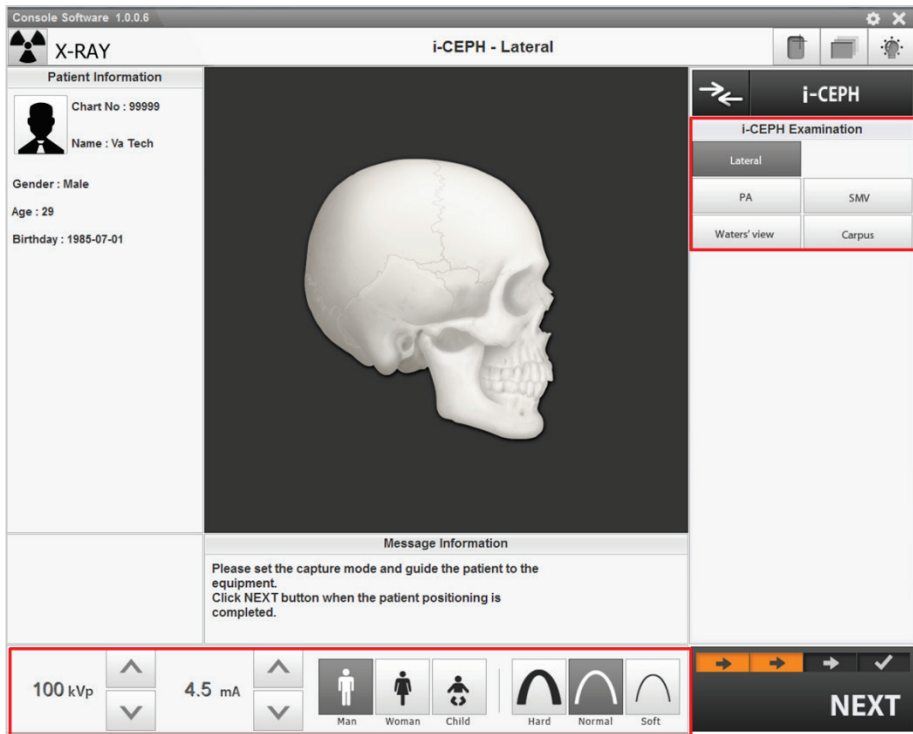 Console Software 1.0.0.6
X-RAY
i-CEPH - Lateral
Patient Information
Chart No : 99999
Name : Va Tech
Gender : Male
Age : 29
Birthday : 1985-07-01
i-CEPH
i-CEPH Examination
Lateral
PA
SMV
Waters' view
Carpus
Message Information
Please set the capture mode and guide the patient to the
equipment.
Click NEXT button when the patient positioning is
completed.
100 kVp
4.5 mA
Man
Woman
Child
Hard
Normal
Soft
NEXT